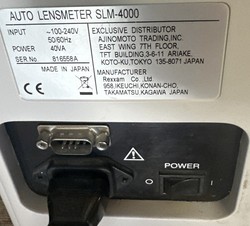 AUTO LENSMETER SLM-4000
INPUT ~100-240V
50/60Hz
POWER 40VA
SER.No. 816558A
MADE IN JAPAN
EXCLUSIVE DISTRIBUTOR
AJINOMOTO TRADING,INC.
EAST WING 7TH FLOOR,
TFT BUILDING,3-6-11 ARIAKE,
KOTO-KU,TOKYO 135-8071 JAPAN
MANUFACTURER
Rexxam Co.,Ltd
958.IKEUCHI,KONAN-CHO,
TAKAMATSU,KAGAWA JAPAN
POWER
O I